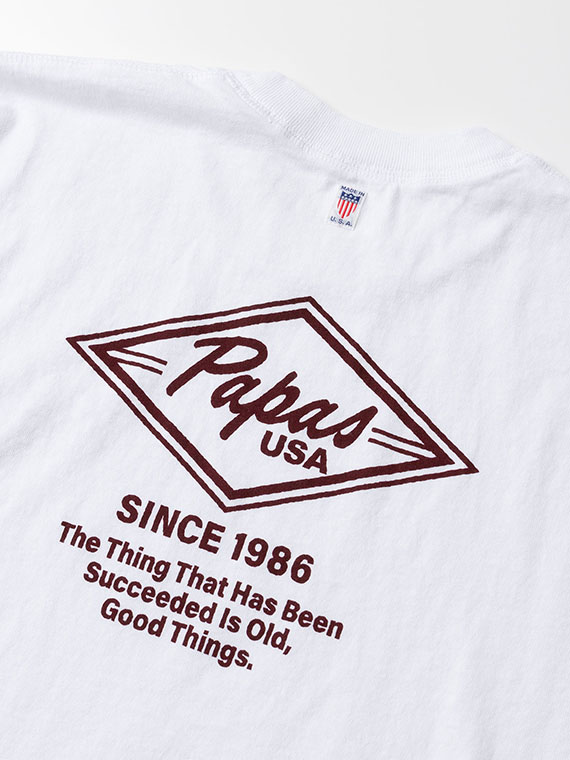 MADE IN
U.S.A.
Papas
USA
SINCE 1986
The Thing That Has Been
Succeeded Is Old,
Good Things.